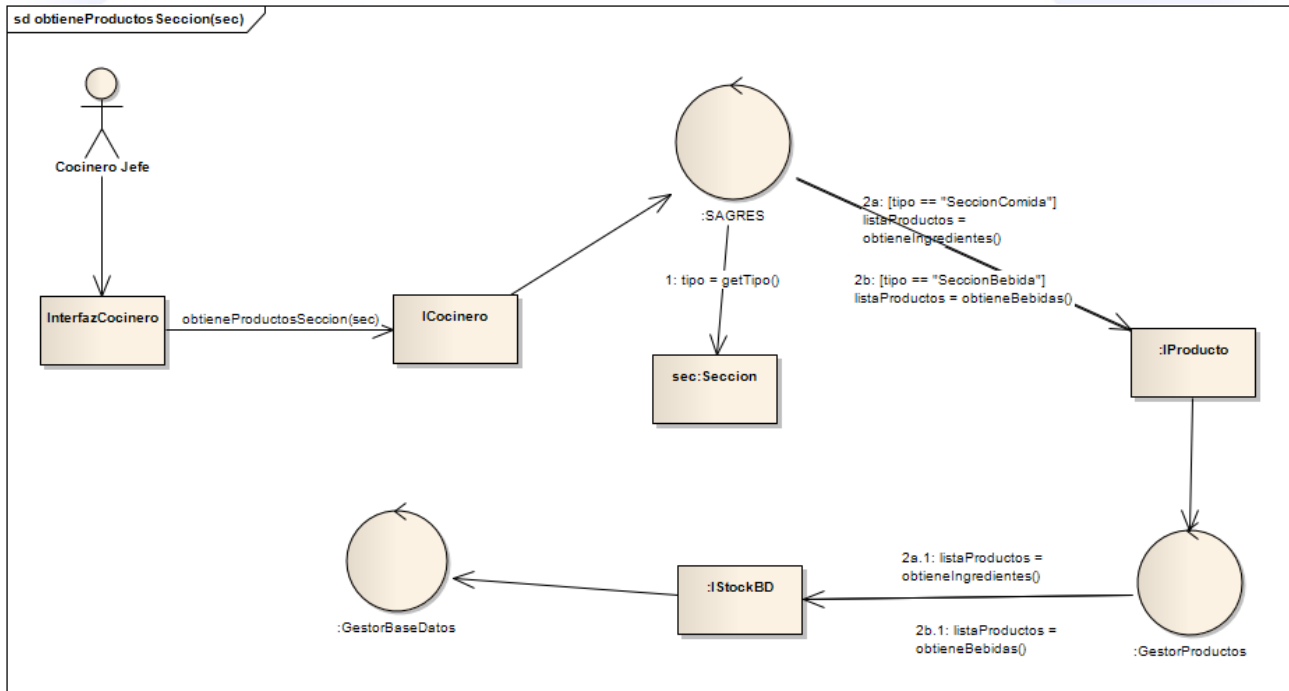 sd obtieneProductosSeccion(sec)
Cocinero Jefe
:SAGRES
2a: [tipo == "SeccionComida"]
listaProductos =
obtieneIngredientes()
1: tipo = getTipo()
2b: [tipo == "SeccionBebida"]
listaProductos = obtieneBebidas()
InterfazCocinero
obtieneProductosSeccion(sec)
ICocinero
sec:Seccion
:IProducto
2a.1: listaProductos =
obtieneIngredientes()
:IStockBD
:GestorBaseDatos
2b.1: listaProductos =
obtieneBebidas()
:GestorProductos